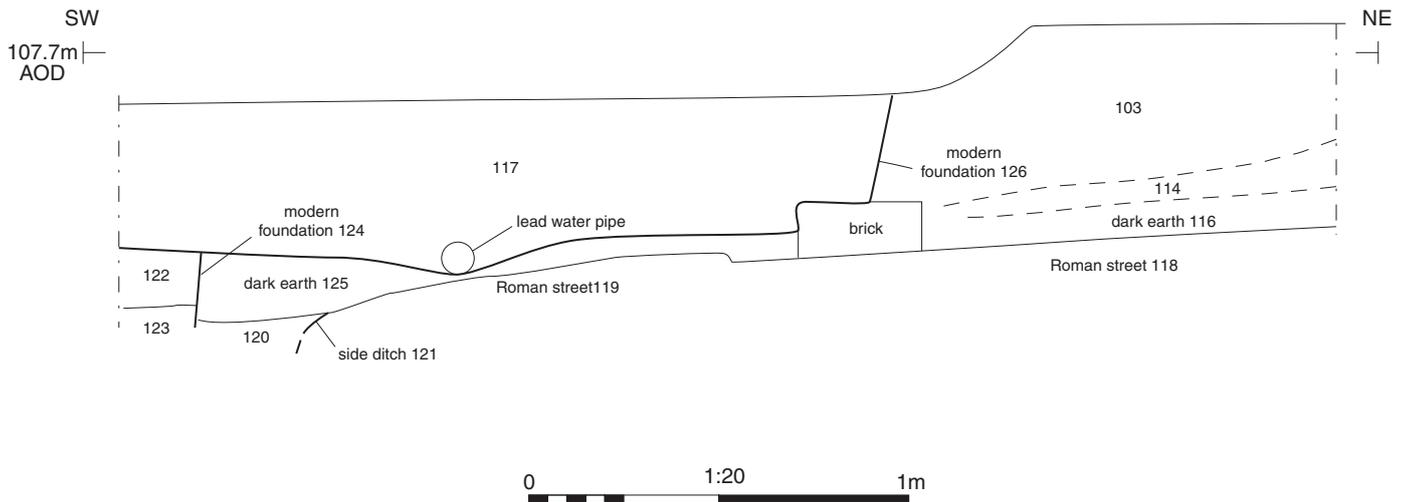 SW
NE
107.7m
AOD
103
117
modern
foundation 126
114
modern
foundation 124
lead water pipe
dark earth 116
brick
122
dark earth 125
Roman street 118
Roman street119
123
120
side ditch 121
0
1:20
1m